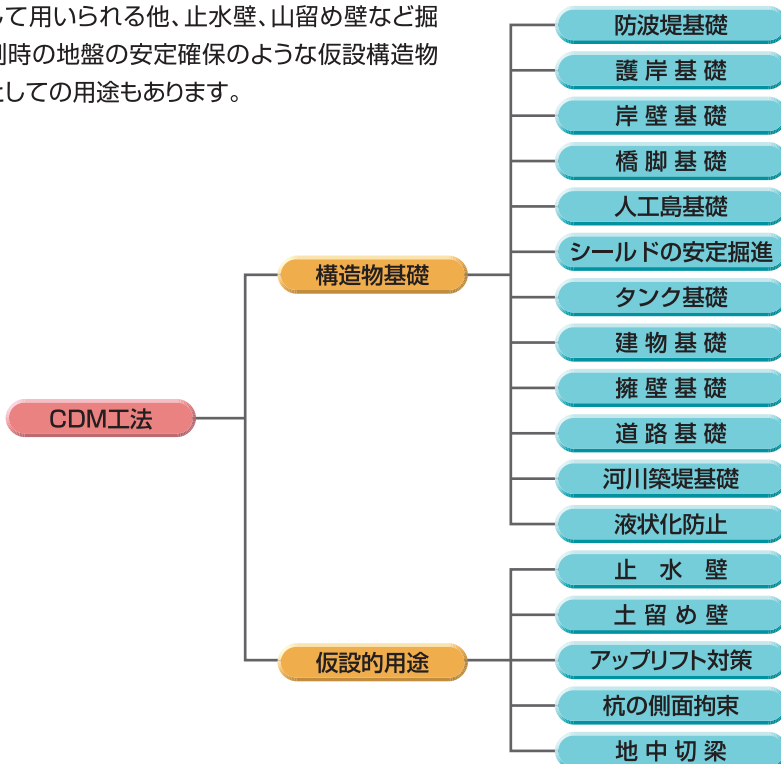 して用いられる他、止水壁、山留め壁など掘
削時の地盤の安定確保のような仮設構造物
としての用途もあります。
防波堤基礎
護岸基礎
岸壁基礎
橋脚基礎
人工島基礎
シールドの安定掘進
構造物基礎
タンク基礎
建物基礎
擁壁基礎
CDM工法
道路基礎
河川築堤基礎
液状化防止
止水壁
土留め壁
仮設的用途
アップリフト対策
杭の側面拘束
地中切梁